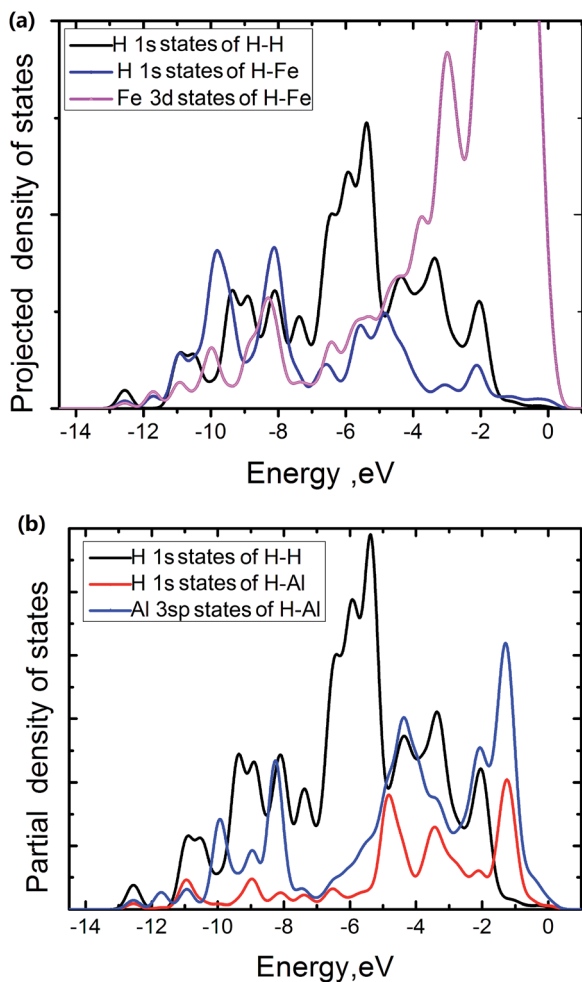 (a)
H 1s states of H-H
H 1s states of H-Fe
Fe 3d states of H-Fe
Projected density of states
-14 -12 -10 -8 -6 -4 -2 0
Energy ,eV
(b)
H 1s states of H-H
H 1s states of H-Al
Al 3sp states of H-Al
Partial density of states
-14 -12 -10 -8 -6 -4 -2 0
Energy,eV